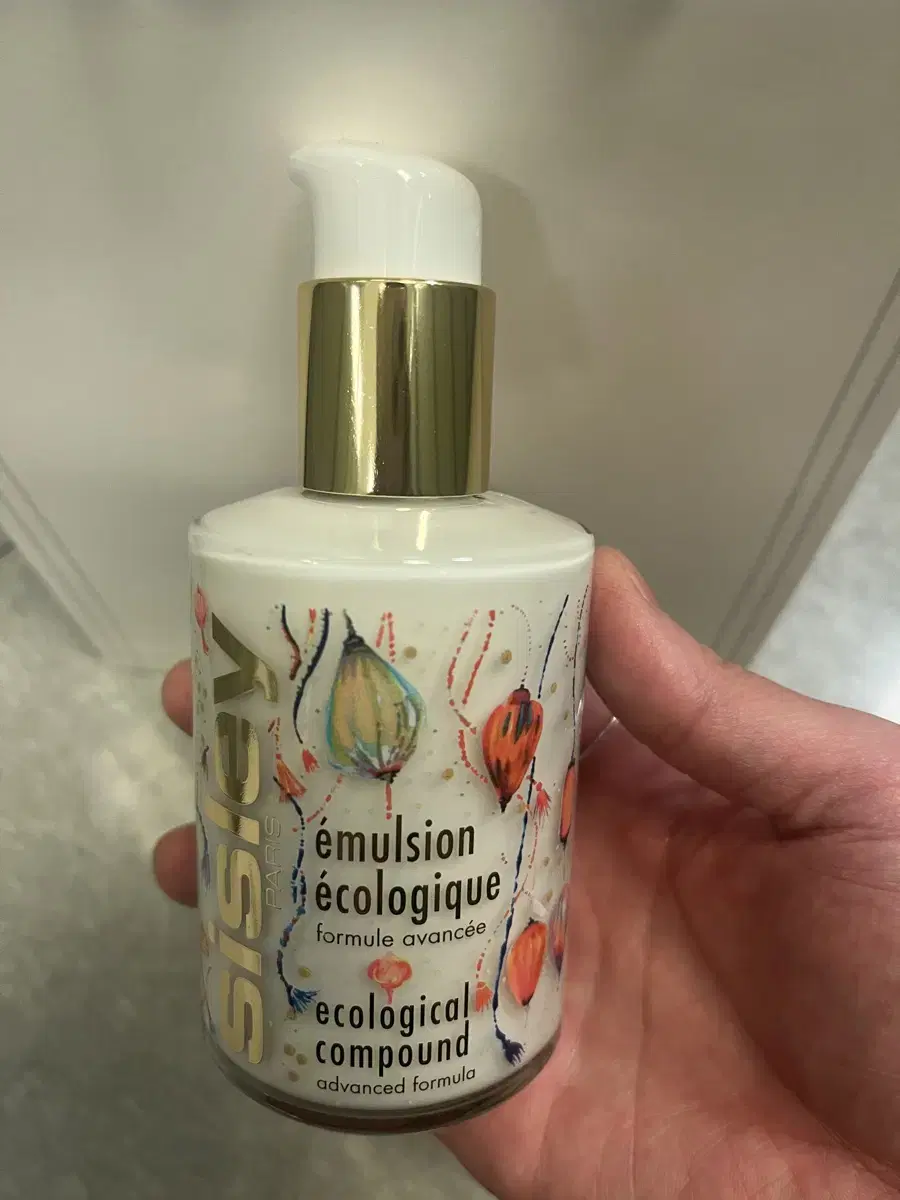 sisley
PARIS
émulsion
écologique
formule avancée
ecological
compound
advanced formula